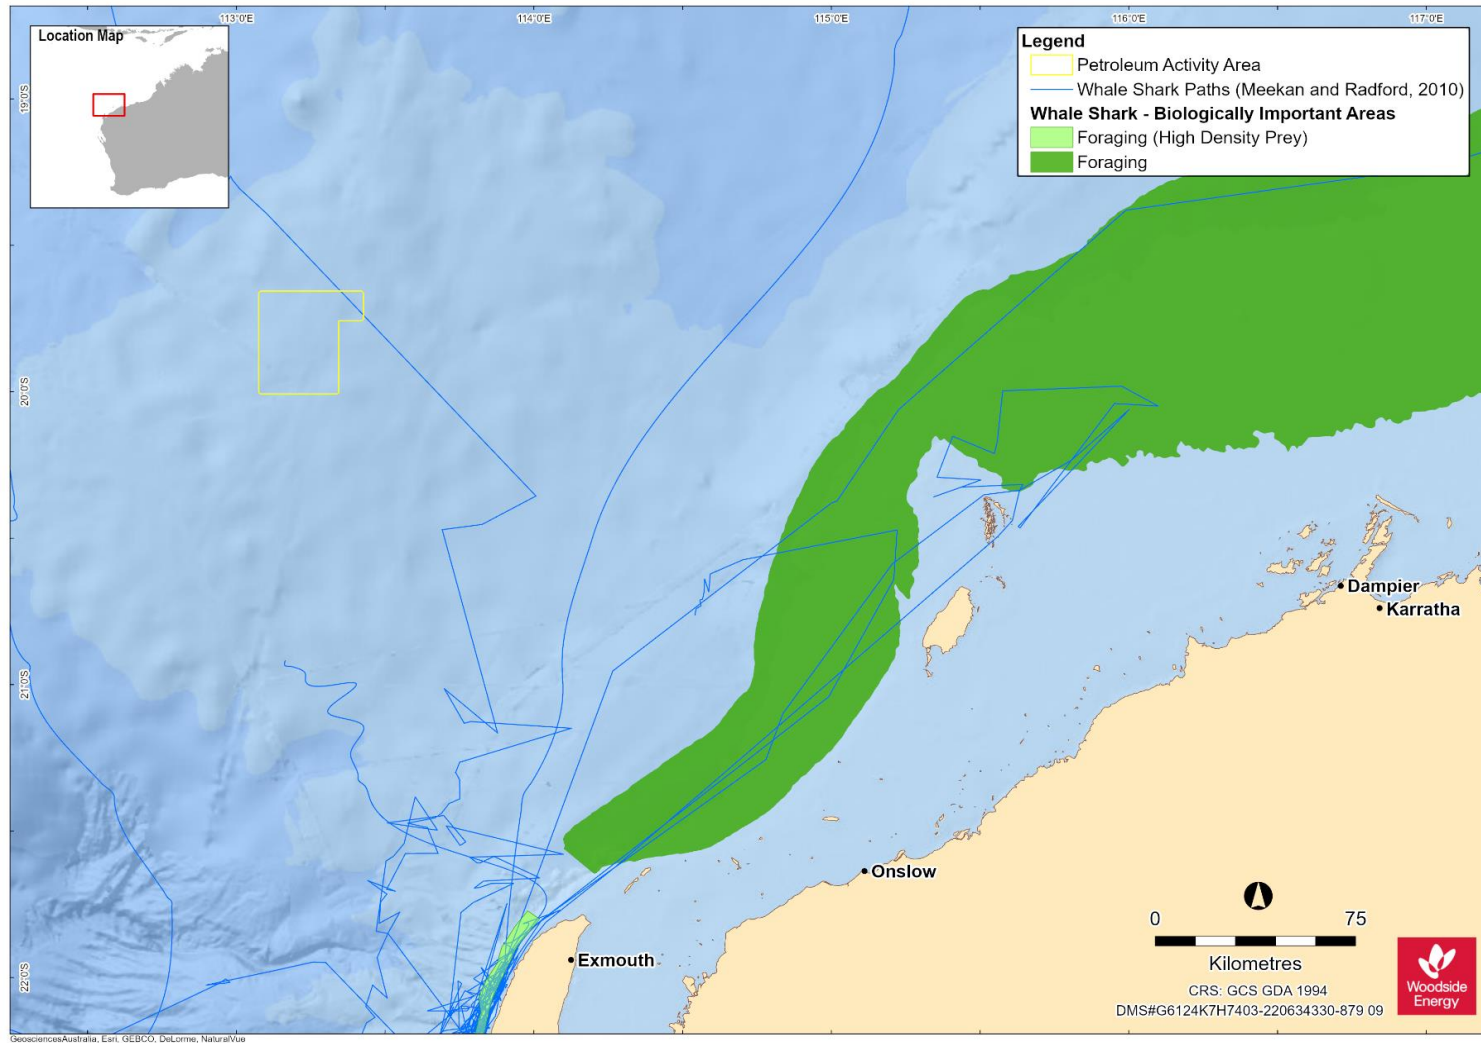 113°0'E
114°0'E
115°0'E
116°0'E
117°0'E
Location Map
Legend
Petroleum Activity Area
Whale Shark Paths (Meekan and Radford, 2010)
Whale Shark - Biologically Important Areas
Foraging (High Density Prey)
Foraging
19°0'S
20°0'S
21°0'S
22°0'S
Dampier
Karratha
Onslow
Exmouth
0 75
Kilometres
CRS: GCS GDA 1994
DMS#G6124K7H7403-220634330-879 09
Woodside
Energy
GeosciencesAustralia, Esri, GEBCO, DeLorme, NaturalVue